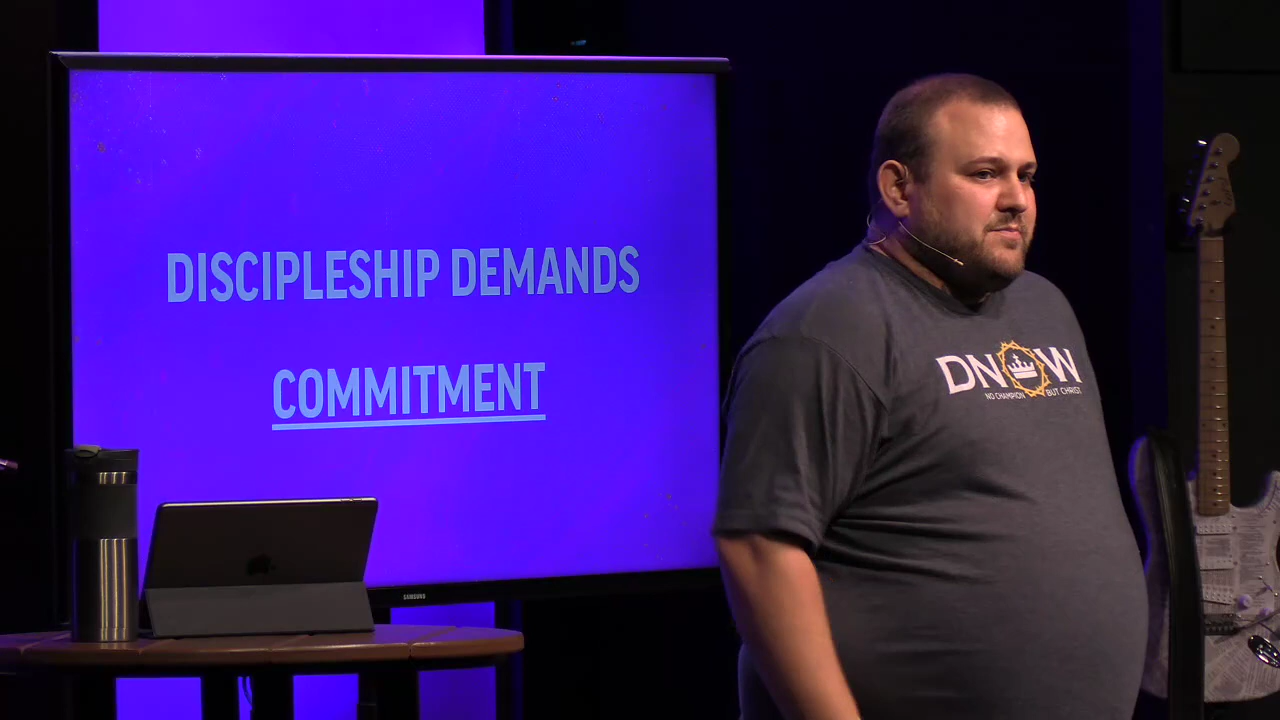 DISCIPLESHIP DEMANDS
COMMITMENT
SAMSUNG
DNOW
NO CHAMPION BUT CHRIST